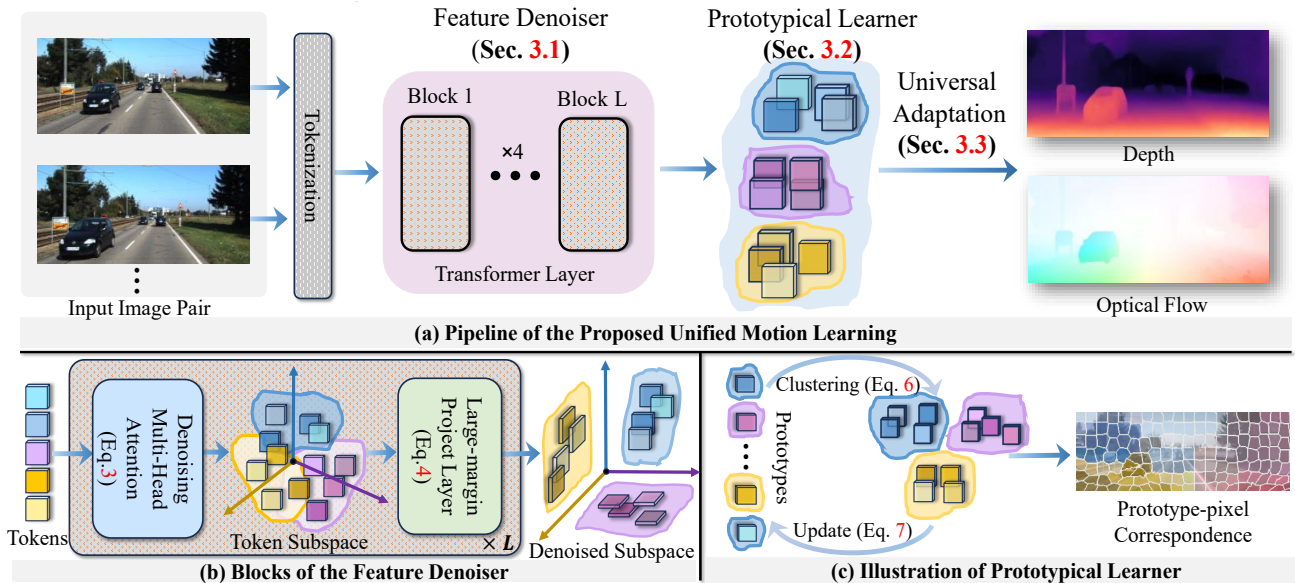 Feature Denoiser
(Sec. 3.1)
Prototypical Learner
(Sec. 3.2)
Universal
Adaptation
(Sec. 3.3)
Tokenization
Block 1
Block L
×4
Transformer Layer
Input Image Pair
Depth
Optical Flow
(a) Pipeline of the Proposed Unified Motion Learning
Tokens
Denoising
Multi-Head
Attention
(Eq.3)
Token Subspace
Large-margin
Project Layer
(Eq.4)
× L
Denoised Subspace
(b) Blocks of the Feature Denoiser
Clustering (Eq. 6)
Prototypes
Update (Eq. 7)
Prototype-pixel
Correspondence
(c) Illustration of Prototypical Learner